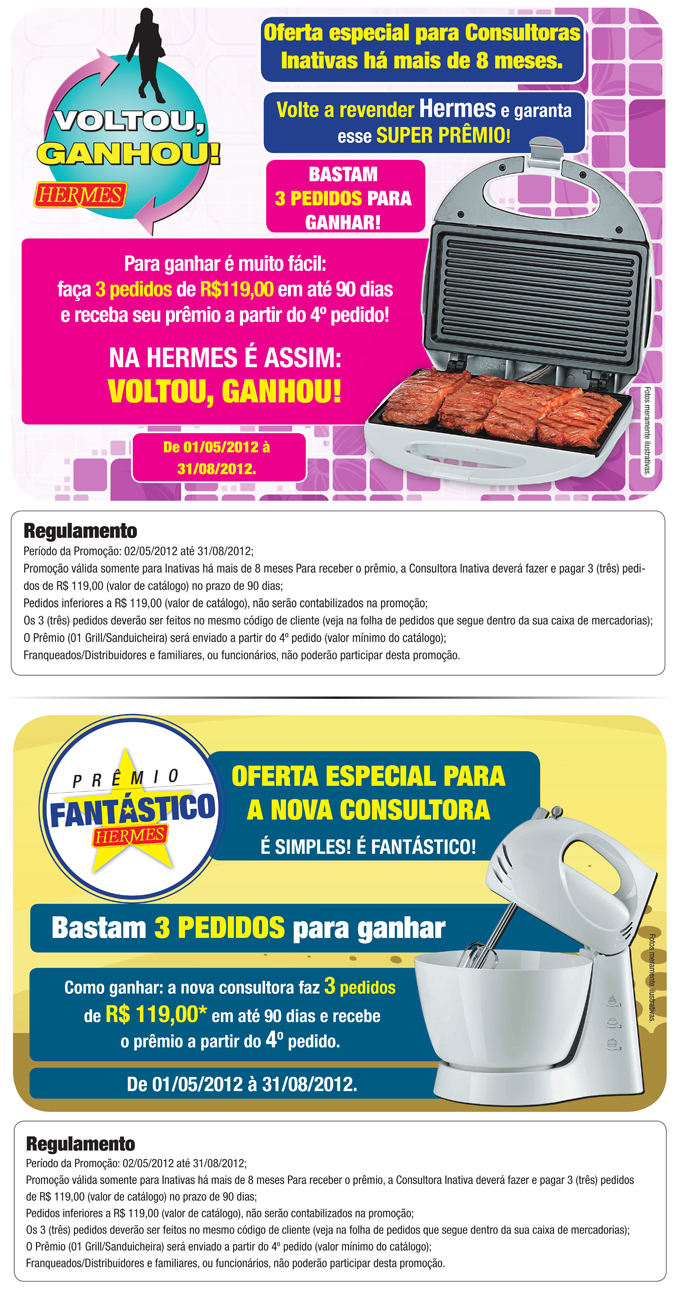 Oferta especial para Consultoras
Inativas há mais de 8 meses.
VOLTOU,
GANHOU!
HERMES
Volte a revender Hermes e garanta
esse SUPER PRÊMIO!
BASTAM
3 PEDIDOS PARA
GANHAR!
Para ganhar é muito fácil:
faça 3 pedidos de R$119,00 em até 90 dias
e receba seu prêmio a partir do 4º pedido!
NA HERMES É ASSIM:
VOLTOU, GANHOU!
De 01/05/2012 à
31/08/2012.
Fotos meramente ilustrativas.
Regulamento
Período da Promoção: 02/05/2012 até 31/08/2012;
Promoção válida somente para Inativas há mais de 8 meses Para receber o prêmio, a Consultora Inativa deverá fazer e pagar 3 (três) pedi-
dos de R$ 119,00 (valor de catálogo) no prazo de 90 dias;
Pedidos inferiores a R$ 119,00 (valor de catálogo), não serão contabilizados na promoção;
Os 3 (três) pedidos deverão ser feitos no mesmo código de cliente (veja na folha de pedidos que segue dentro da sua caixa de mercadorias);
O Prêmio (01 Grill/Sanduicheira) será enviado a partir do 4º pedido (valor mínimo do catálogo);
Franqueados/Distribuidores e familiares, ou funcionários, não poderão participar desta promoção.
PRÊMIO
FANTÁSTICO
HERMES
OFERTA ESPECIAL PARA
A NOVA CONSULTORA
É SIMPLES! É FANTÁSTICO!
Bastam 3 PEDIDOS para ganhar
Como ganhar: a nova consultora faz 3 pedidos
de R$ 119,00* em até 90 dias e recebe
o prêmio a partir do 4º pedido.
De 01/05/2012 à 31/08/2012.
Fotos meramente ilustrativas.
Regulamento
Período da Promoção: 02/05/2012 até 31/08/2012;
Promoção válida somente para Inativas há mais de 8 meses Para receber o prêmio, a Consultora Inativa deverá fazer e pagar 3 (três) pedidos
de R$ 119,00 (valor de catálogo) no prazo de 90 dias;
Pedidos inferiores a R$ 119,00 (valor de catálogo), não serão contabilizados na promoção;
Os 3 (três) pedidos deverão ser feitos no mesmo código de cliente (veja na folha de pedidos que segue dentro da sua caixa de mercadorias);
O Prêmio (01 Grill/Sanduicheira) será enviado a partir do 4º pedido (valor mínimo do catálogo);
Franqueados/Distribuidores e familiares, ou funcionários, não poderão participar desta promoção.